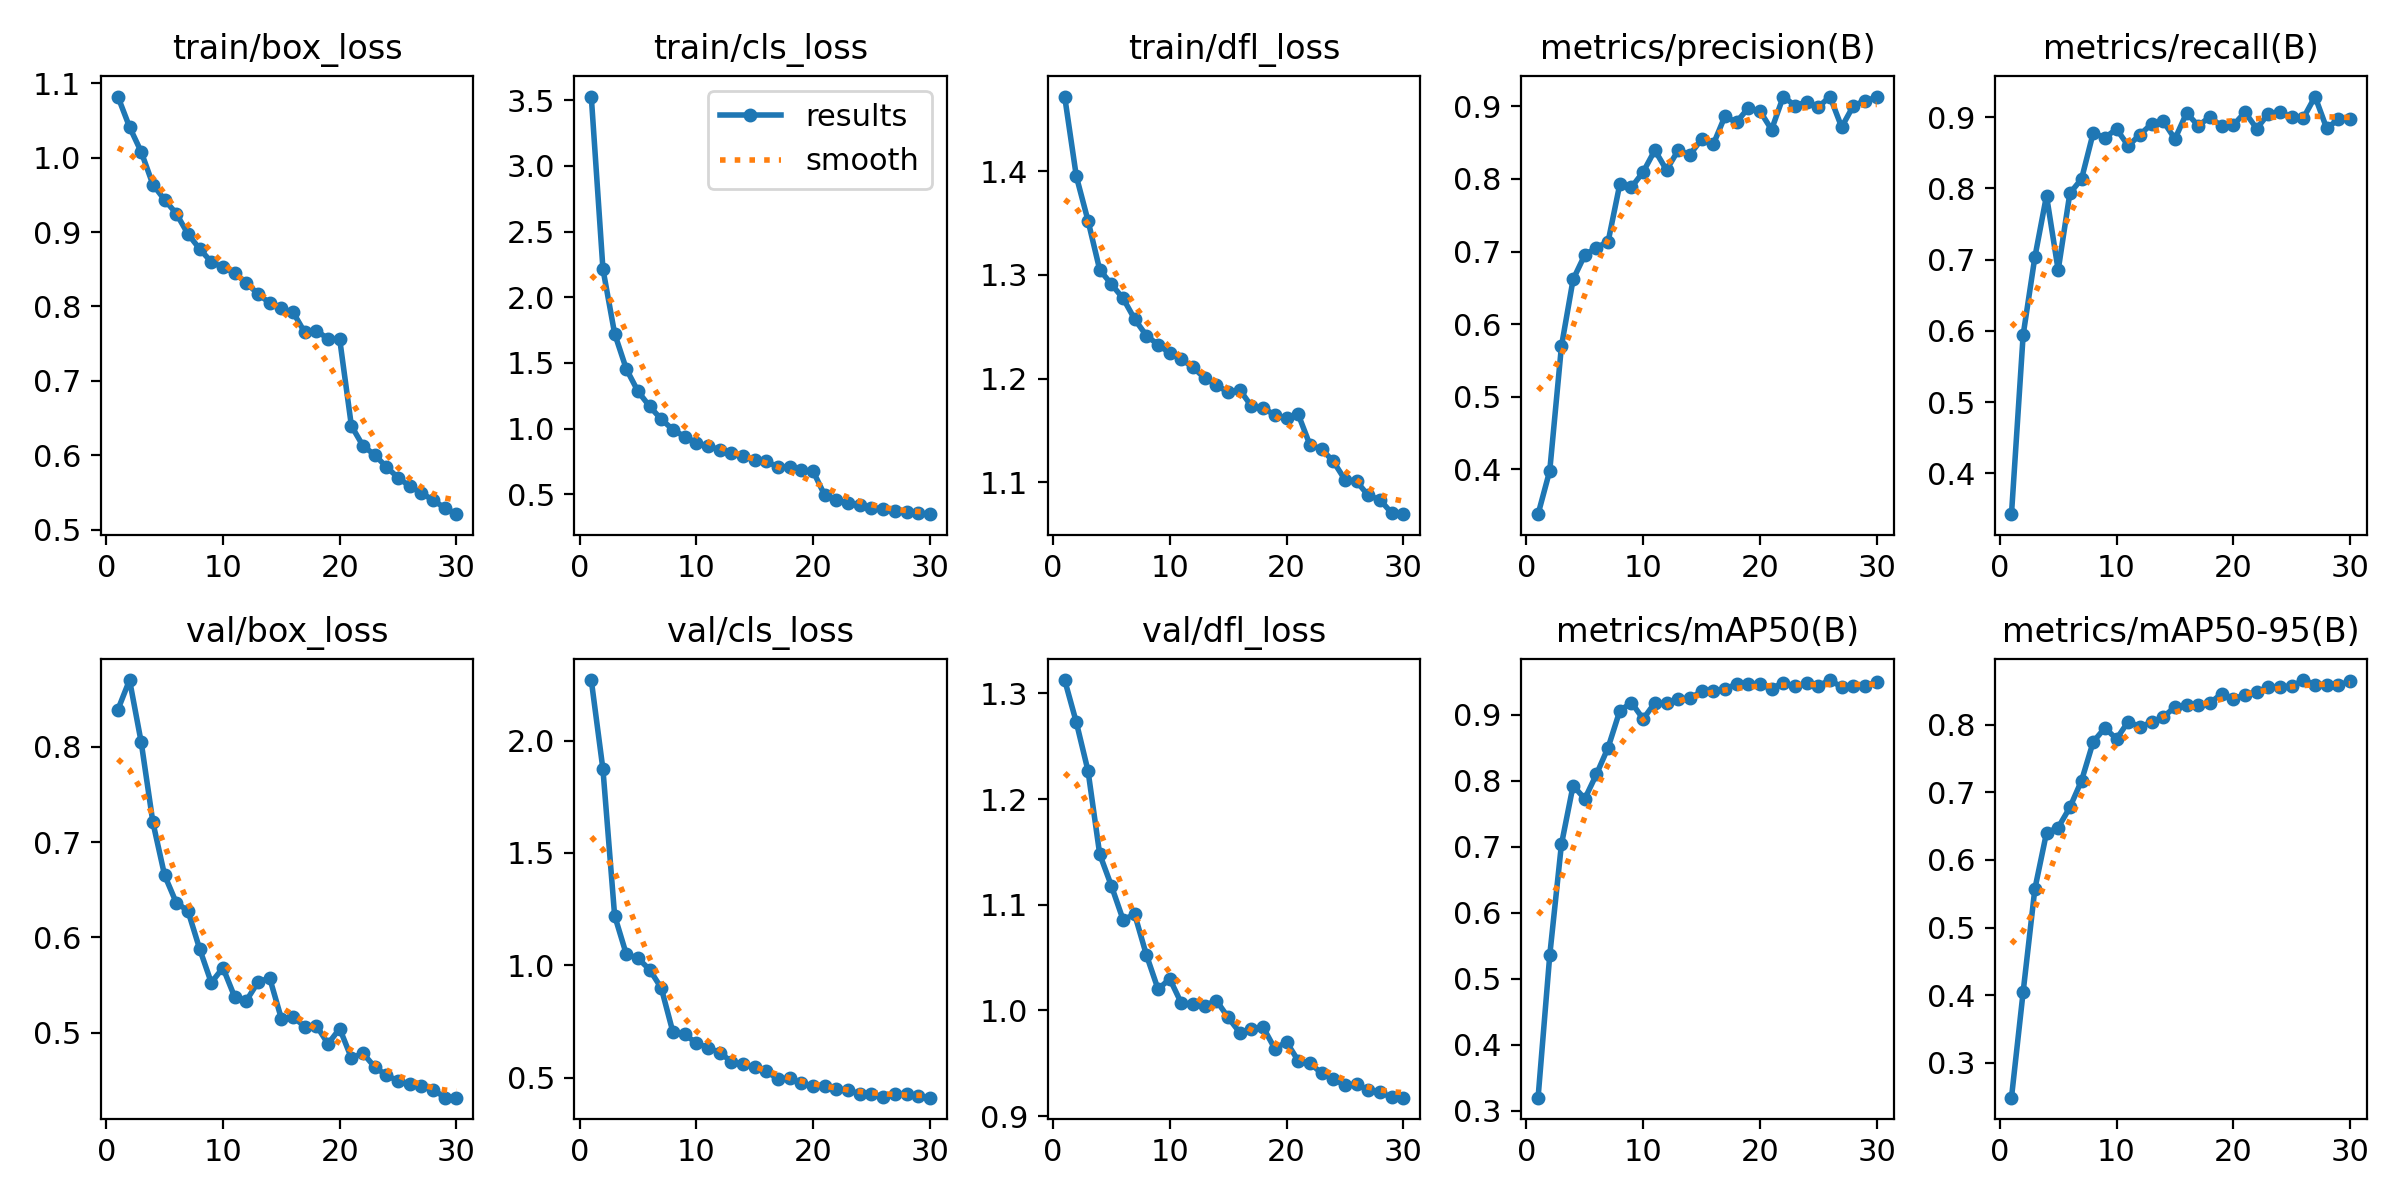 train/box_loss
1.1
1.0
0.9
0.8
0.7
0.6
0.5
0 10 20 30
train/cls_loss
results
smooth
3.5
3.0
2.5
2.0
1.5
1.0
0.5
0 10 20 30
train/dfl_loss
1.4
1.3
1.2
1.1
0 10 20 30
metrics/precision(B)
0.9
0.8
0.7
0.6
0.5
0.4
0 10 20 30
metrics/recall(B)
0.9
0.8
0.7
0.6
0.5
0.4
0 10 20 30
val/box_loss
0.8
0.7
0.6
0.5
0 10 20 30
val/cls_loss
2.0
1.5
1.0
0.5
0 10 20 30
val/dfl_loss
1.3
1.2
1.1
1.0
0.9
0 10 20 30
metrics/mAP50(B)
0.9
0.8
0.7
0.6
0.5
0.4
0.3
0 10 20 30
metrics/mAP50-95(B)
0.8
0.7
0.6
0.5
0.4
0.3
0 10 20 30